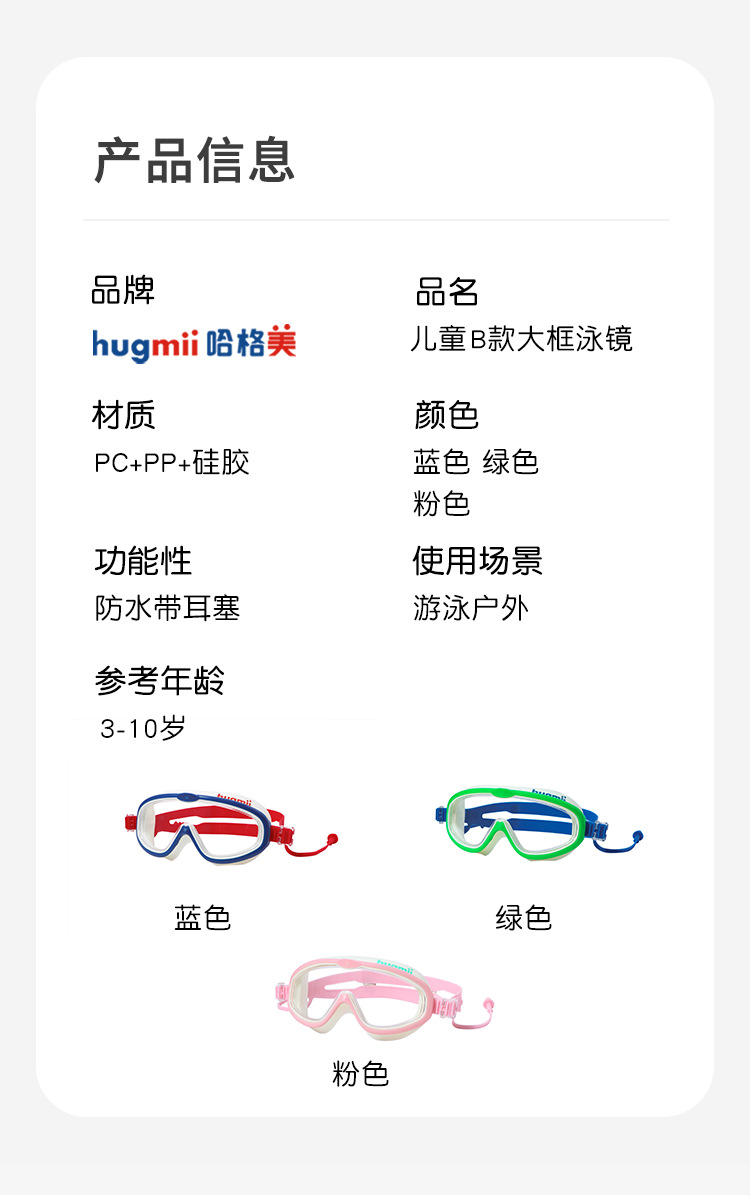 产品信息
品牌
hugmii 哈格美
品名
儿童B款大框泳镜
材质
PC+PP+硅胶
颜色
蓝色 绿色
粉色
功能性
防水带耳塞
使用场景
游泳户外
参考年龄
3-10岁
hugmii
hugmii
蓝色
绿色
hugmii
粉色